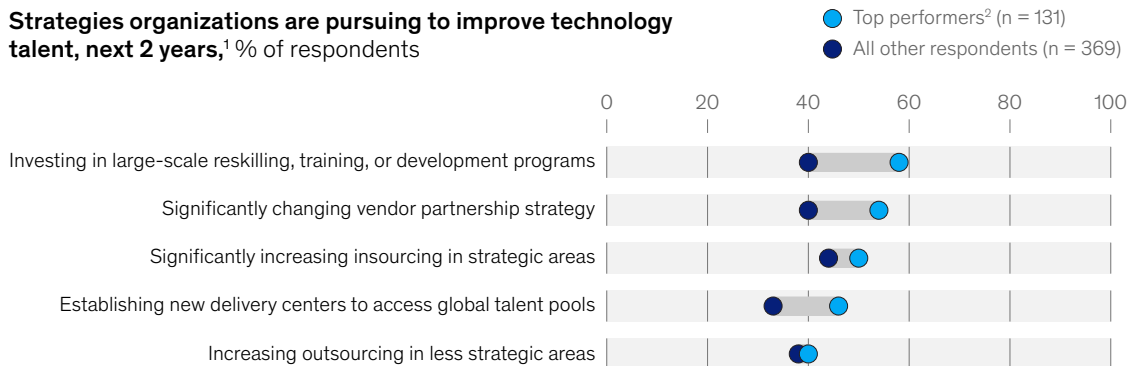 Strategies organizations are pursuing to improve technology
talent, next 2 years,¹ % of respondents
Top performers² (n = 131)
All other respondents (n = 369)
0 20 40 60 80 100
Investing in large-scale reskilling, training, or development programs
Significantly changing vendor partnership strategy
Significantly increasing insourcing in strategic areas
Establishing new delivery centers to access global talent pools
Increasing outsourcing in less strategic areas